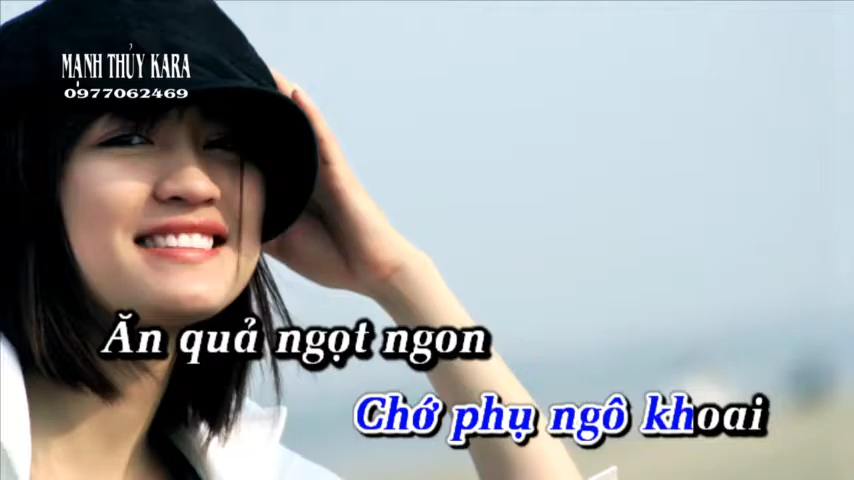 MẠNH THỦY KARA
0977062469
Ăn quả ngọt ngon
Chớ phụ ngô khoai